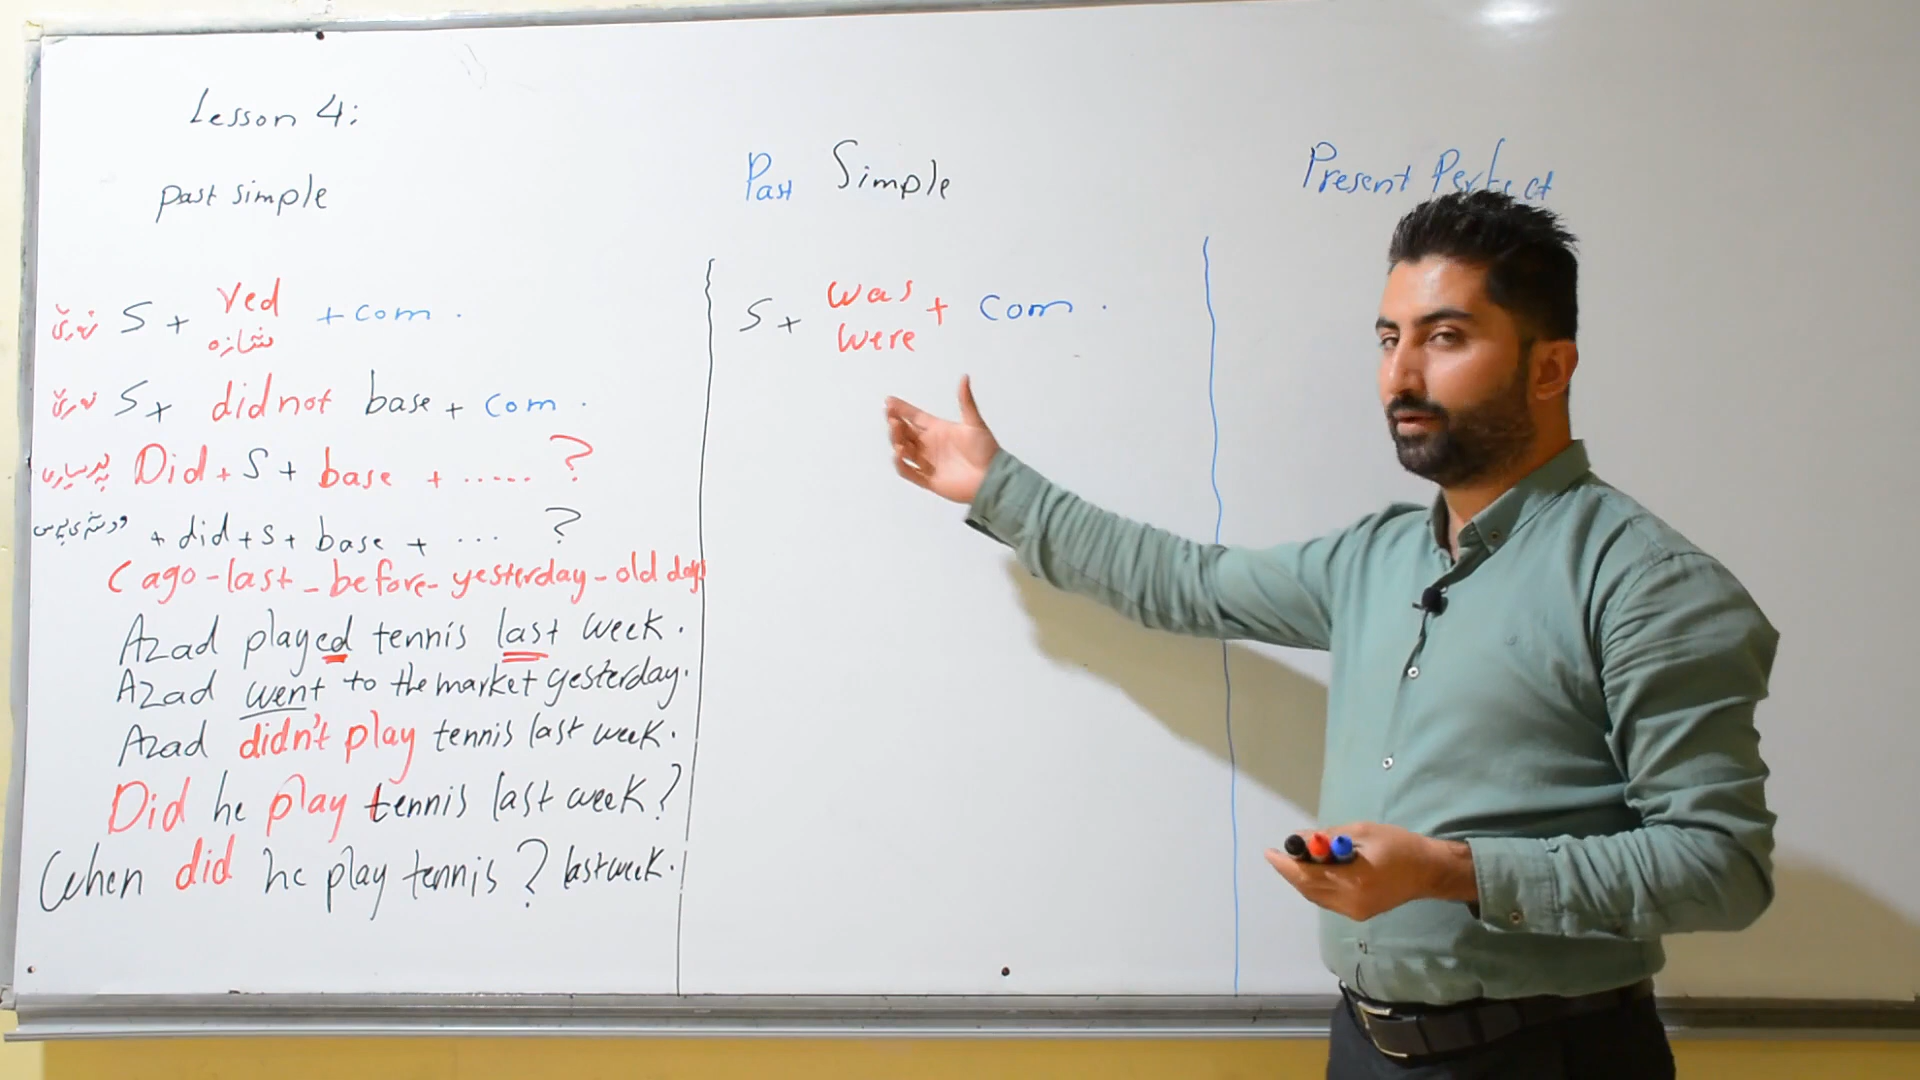 Lesson 4:
past simple
S + Ved + com .
شازه
S + did not base + com .
Did + S + base + ..... ?
+ did + s + base + ... ?
( ago - last - before - yesterday - old days
Azad played tennis last week.
Azad went to the market yesterday.
Azad didn't play tennis last week.
Did he play tennis last week?
When did he play tennis? last week.
Past Simple
S + was + com .
were
Present Perfect